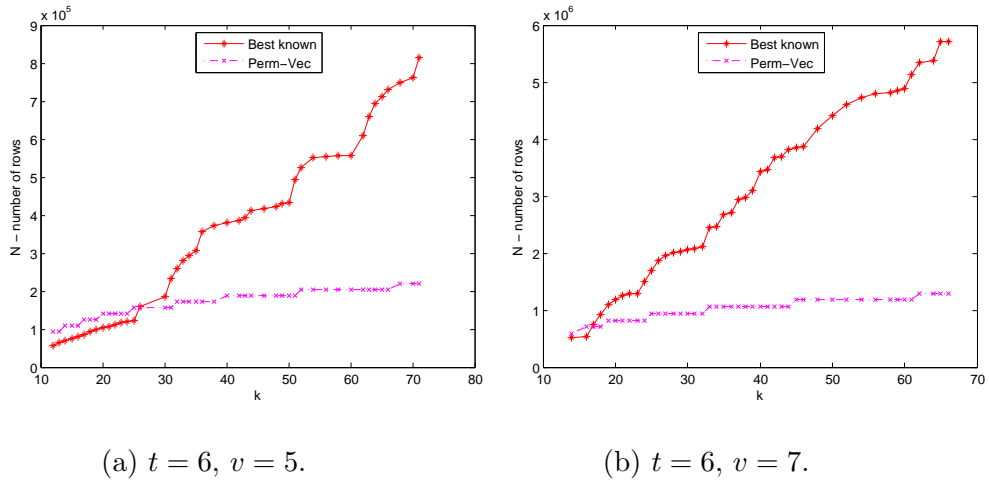 x 10^5
9
8
7
6
5
4
3
2
1
0
N − number of rows
10 20 30 40 50 60 70 80
k
Best known
Perm−Vec
(a) t = 6, v = 5.
x 10^6
6
5
4
3
2
1
0
N − number of rows
10 20 30 40 50 60 70
k
Best known
Perm−Vec
(b) t = 6, v = 7.